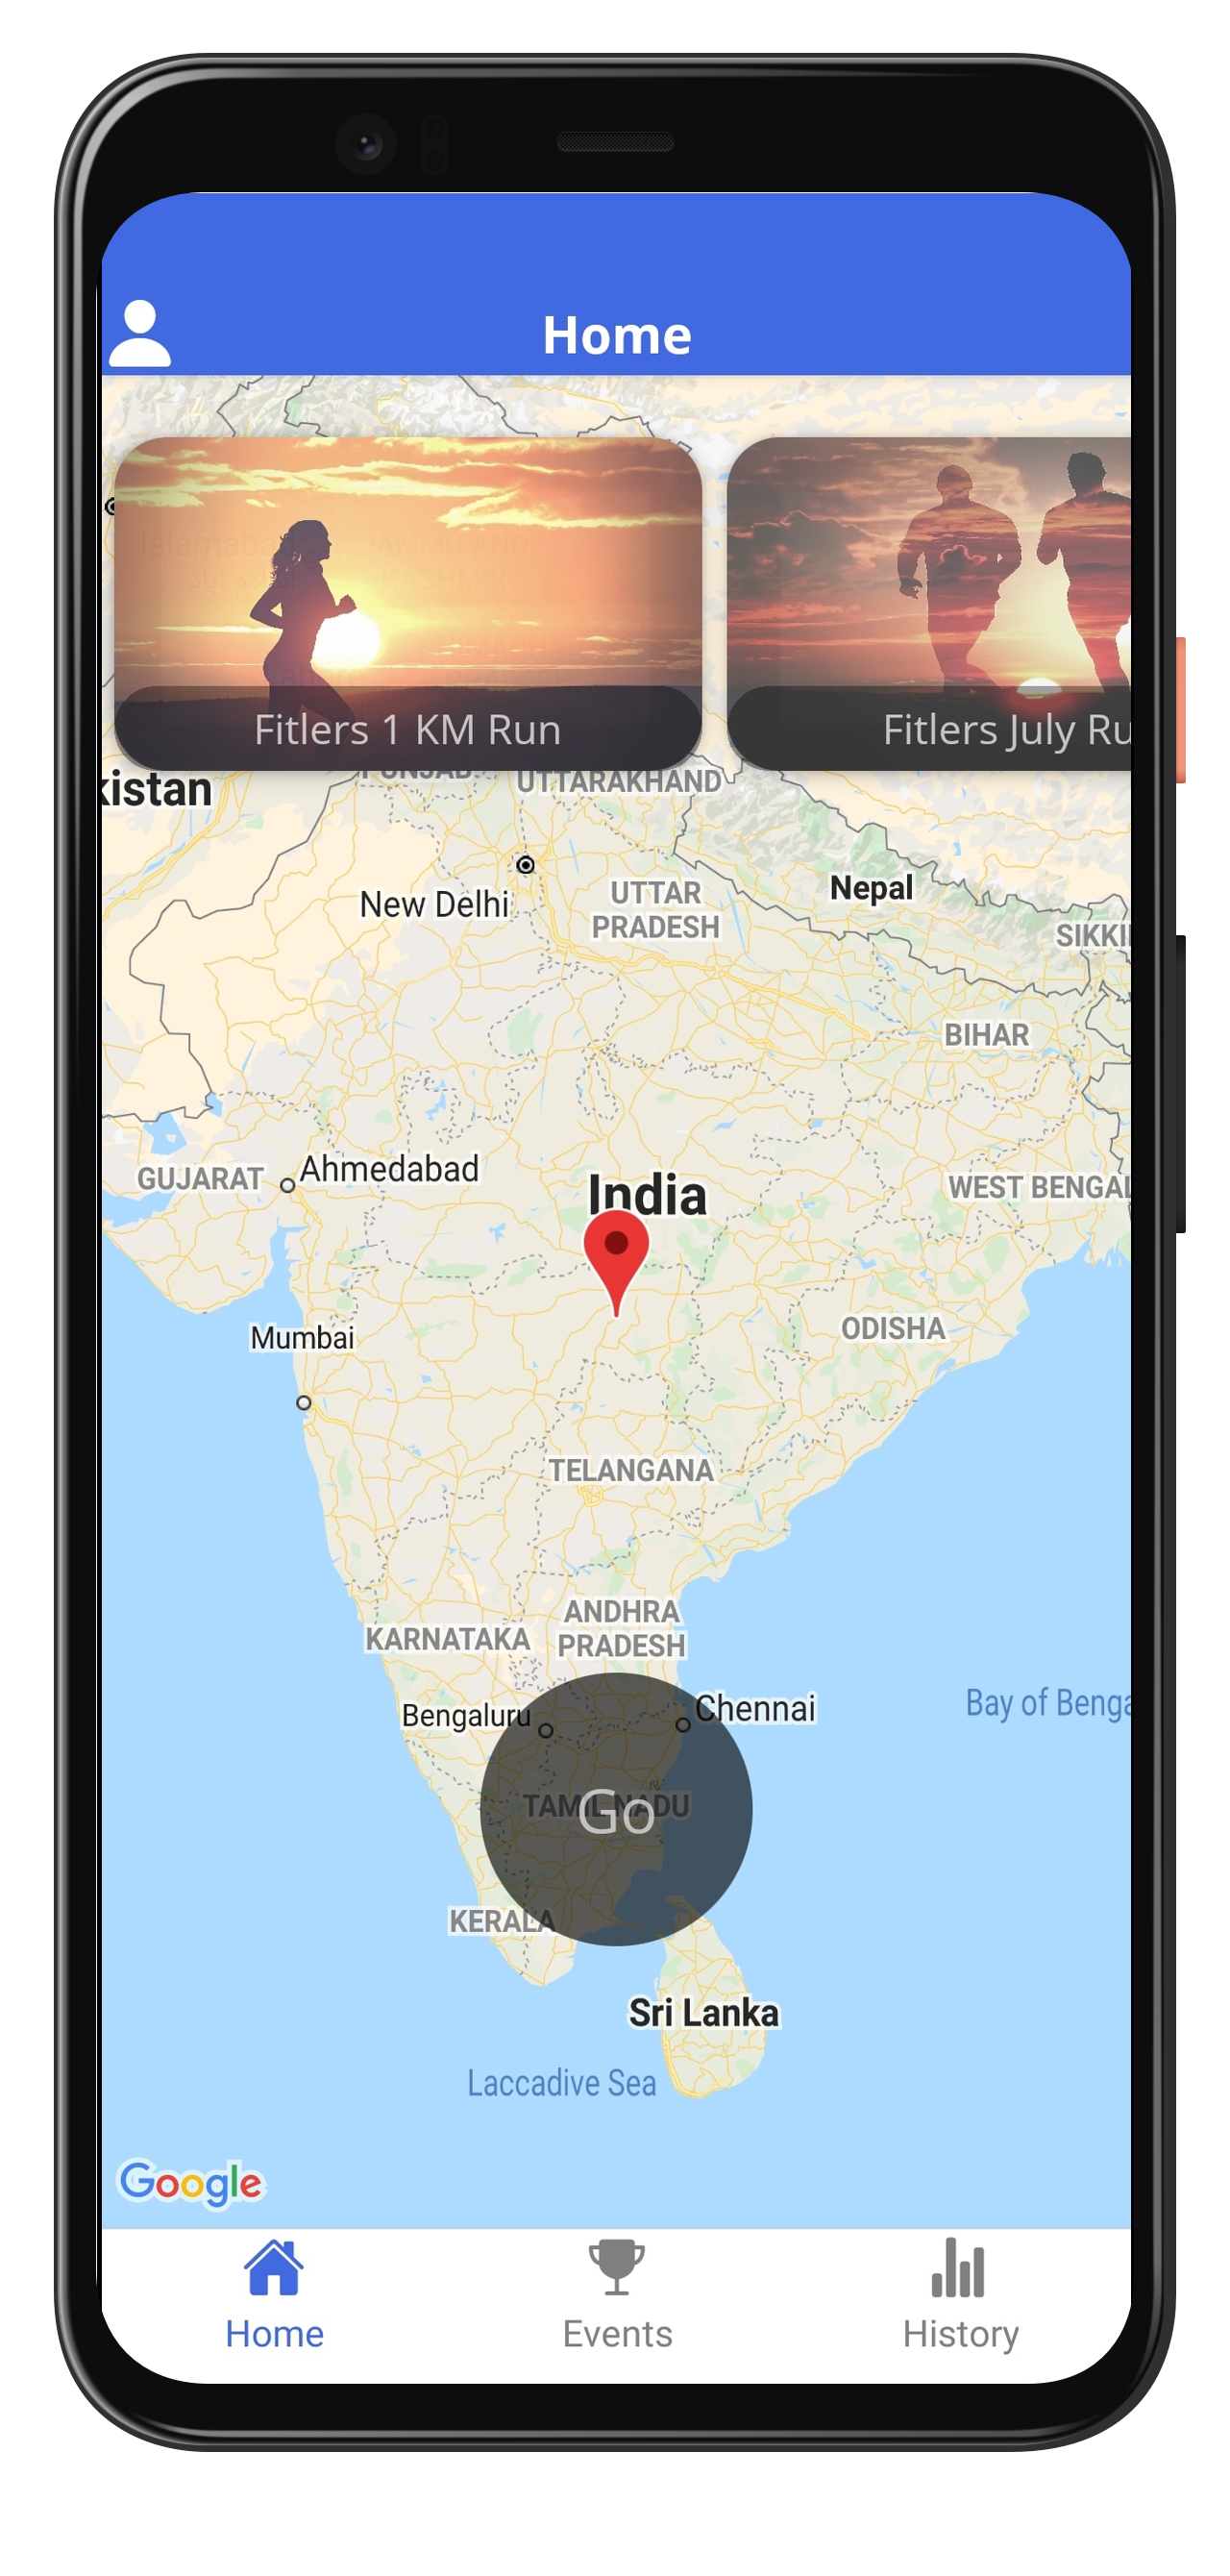 Home
Fitlers 1 KM Run
Fitlers July Ru
kistan
PUNJAB
UTTARAKHAND
New Delhi
UTTAR
PRADESH
Nepal
SIKKI
BIHAR
GUJARAT
Ahmedabad
India
WEST BENGAL
Mumbai
ODISHA
TELANGANA
ANDHRA
PRADESH
KARNATAKA
Bengaluru
Chennai
Bay of Benga
TAMIL NADU
Go
KERALA
Sri Lanka
Laccadive Sea
Google
Home
Events
History